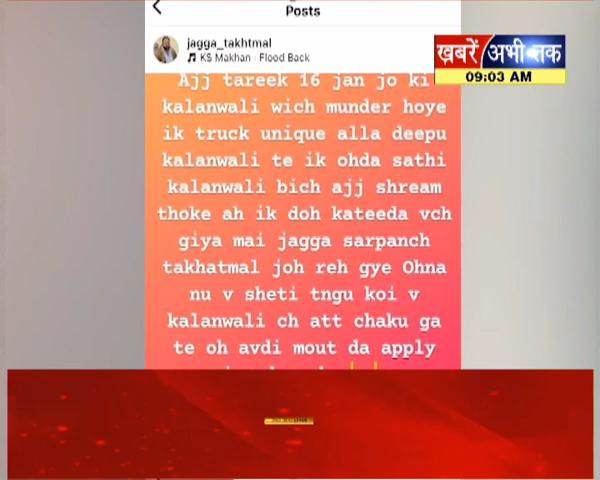 Posts
jagga_takhtmal
KS Makhan · Flood Back
ख़बरें अभी तक
09:03 AM
Ajj tareek 16 jan jo ki
kalanwali wich munder hoye
ik truck unique alla deepu
kalanwali te ik ohda sathi
kalanwali bich ajj shream
thoke ah ik doh kateeda vch
giya mai jagga sarpanch
takhatmal joh reh gye Ohna
nu v sheti tngu koi v
kalanwali ch att chaku ga
te oh avdi mout da apply